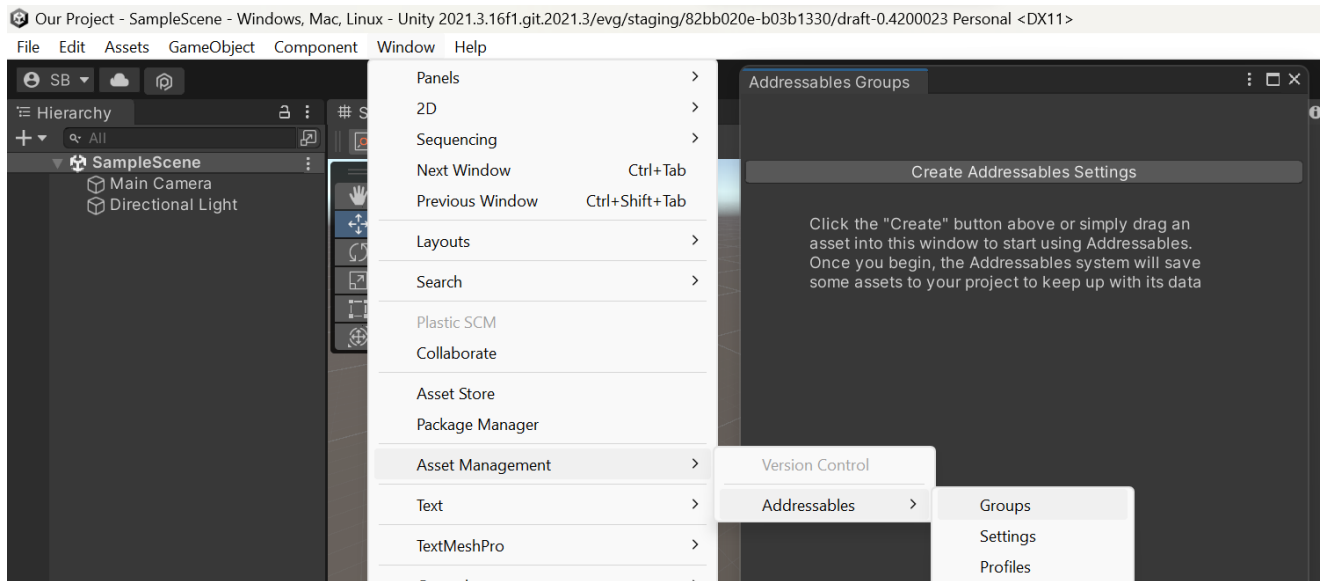 Our Project - SampleScene - Windows, Mac, Linux - Unity 2021.3.16f1.git.2021.3/evg/staging/82bb020e-b03b1330/draft-0.4200023 Personal <DX11>
File Edit Assets GameObject Component Window Help
SB
Hierarchy
All
SampleScene
Main Camera
Directional Light
# S
Panels
2D
Sequencing
Next Window Ctrl+Tab
Previous Window Ctrl+Shift+Tab
Layouts
Search
Plastic SCM
Collaborate
Asset Store
Package Manager
Asset Management
Text
TextMeshPro
Version Control
Addressables
Groups
Settings
Profiles
Addressables Groups
Create Addressables Settings
Click the "Create" button above or simply drag an
asset into this window to start using Addressables.
Once you begin, the Addressables system will save
some assets to your project to keep up with its data